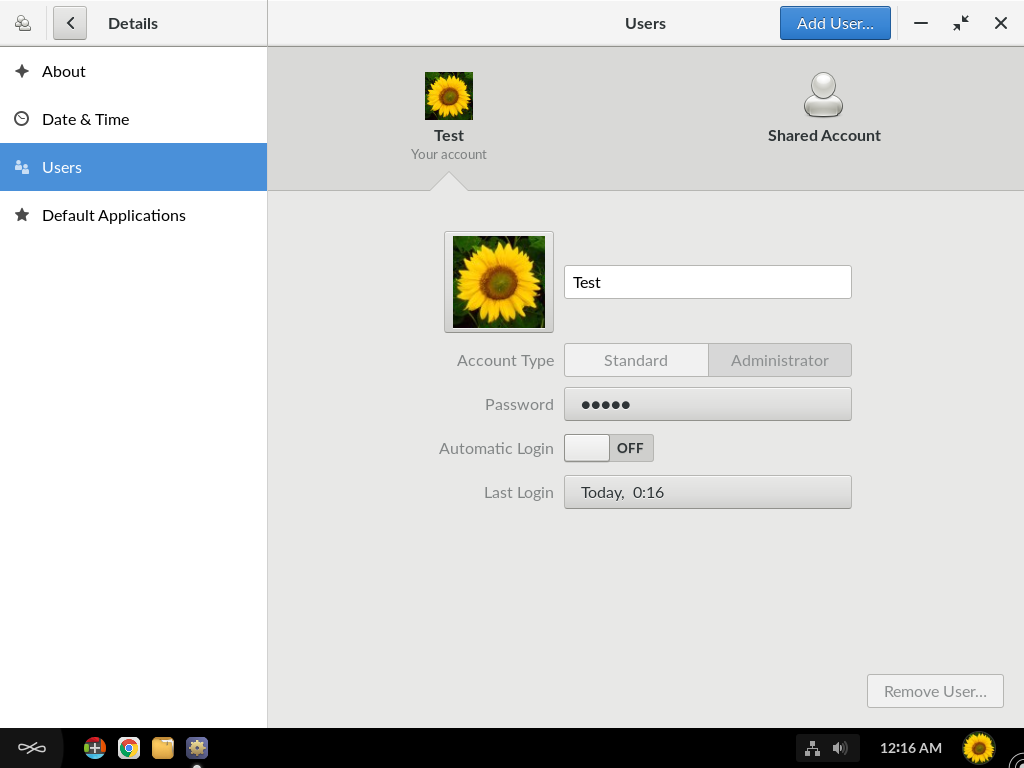 Details
Users
Add User...
About
Date & Time
Users
Default Applications
Test
Your account
Shared Account
Test
Account Type
Standard
Administrator
Password
●●●●●
Automatic Login
OFF
Last Login
Today, 0:16
Remove User...
12:16 AM